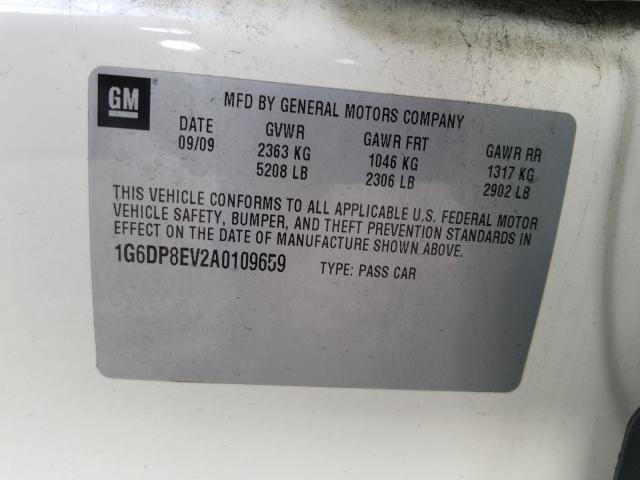 GM
MFD BY GENERAL MOTORS COMPANY
DATE GVWR GAWR FRT GAWR RR
09/09 2363 KG 1046 KG 1317 KG
5208 LB 2306 LB 2902 LB
THIS VEHICLE CONFORMS TO ALL APPLICABLE U.S. FEDERAL MOTOR
VEHICLE SAFETY, BUMPER, AND THEFT PREVENTION STANDARDS IN
EFFECT ON THE DATE OF MANUFACTURE SHOWN ABOVE.
1G6DP8EV2A0109659 TYPE: PASS CAR